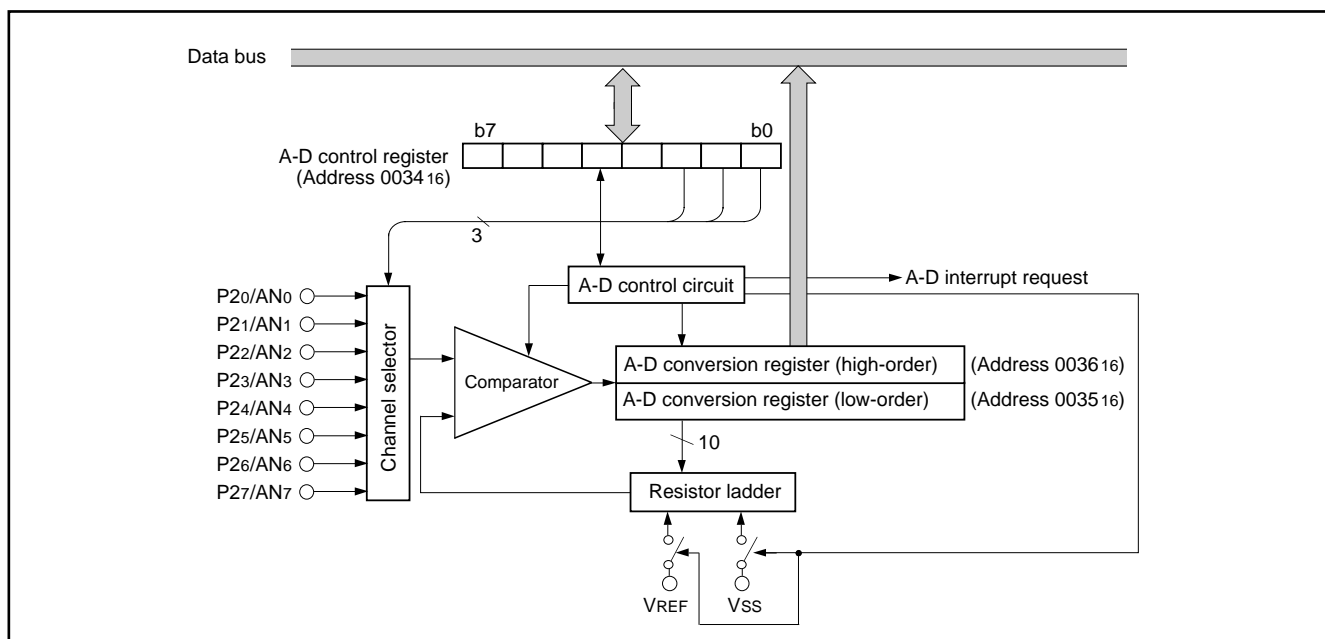 Data bus
b7 b0
A-D control register
(Address 0034 16)
3
A-D control circuit
A-D interrupt request
P20/AN0
P21/AN1
P22/AN2
P23/AN3
P24/AN4
P25/AN5
P26/AN6
P27/AN7
Channel selector
Comparator
A-D conversion register (high-order) (Address 0036 16)
A-D conversion register (low-order) (Address 0035 16)
10
Resistor ladder
VREF VSS